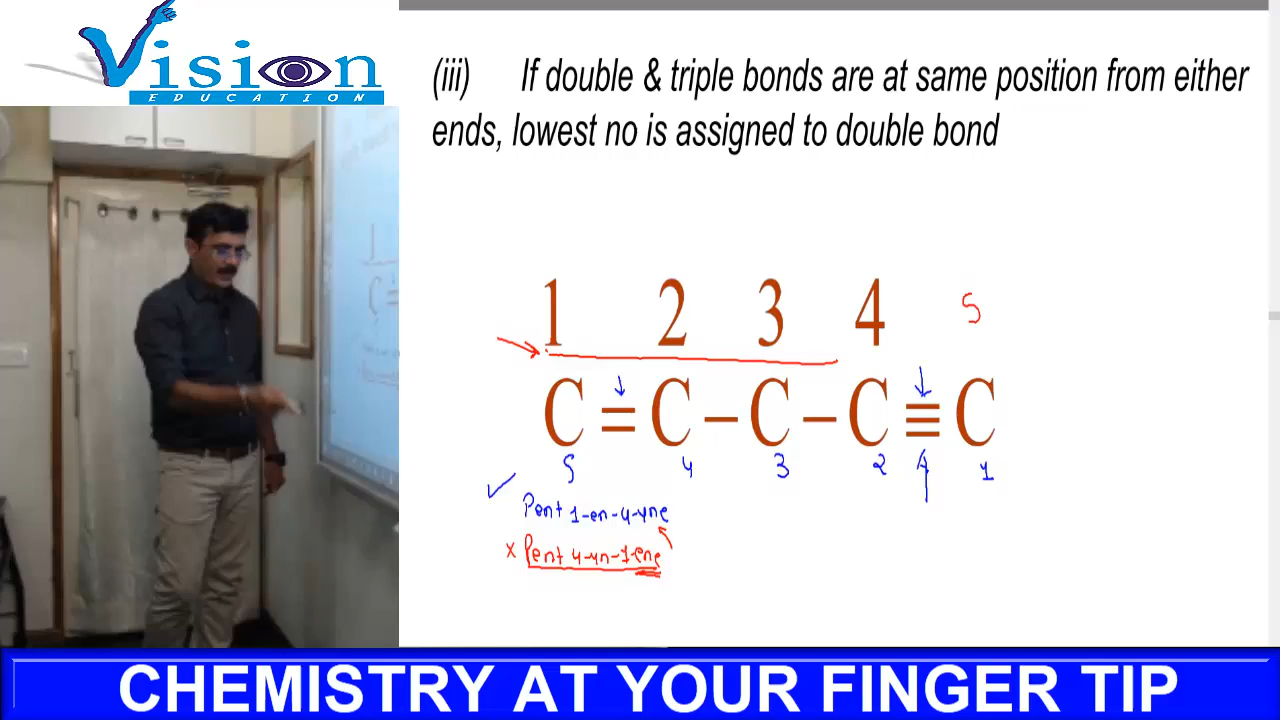 Vision
EDUCATION
(iii) If double & triple bonds are at same position from either
ends, lowest no is assigned to double bond
1 2 3 4 5
C = C – C – C ≡ C
5 4 3 2 1
✓ Pent 1-en-4-yne
x Pent 4-yn-1-ene
CHEMISTRY AT YOUR FINGER TIP